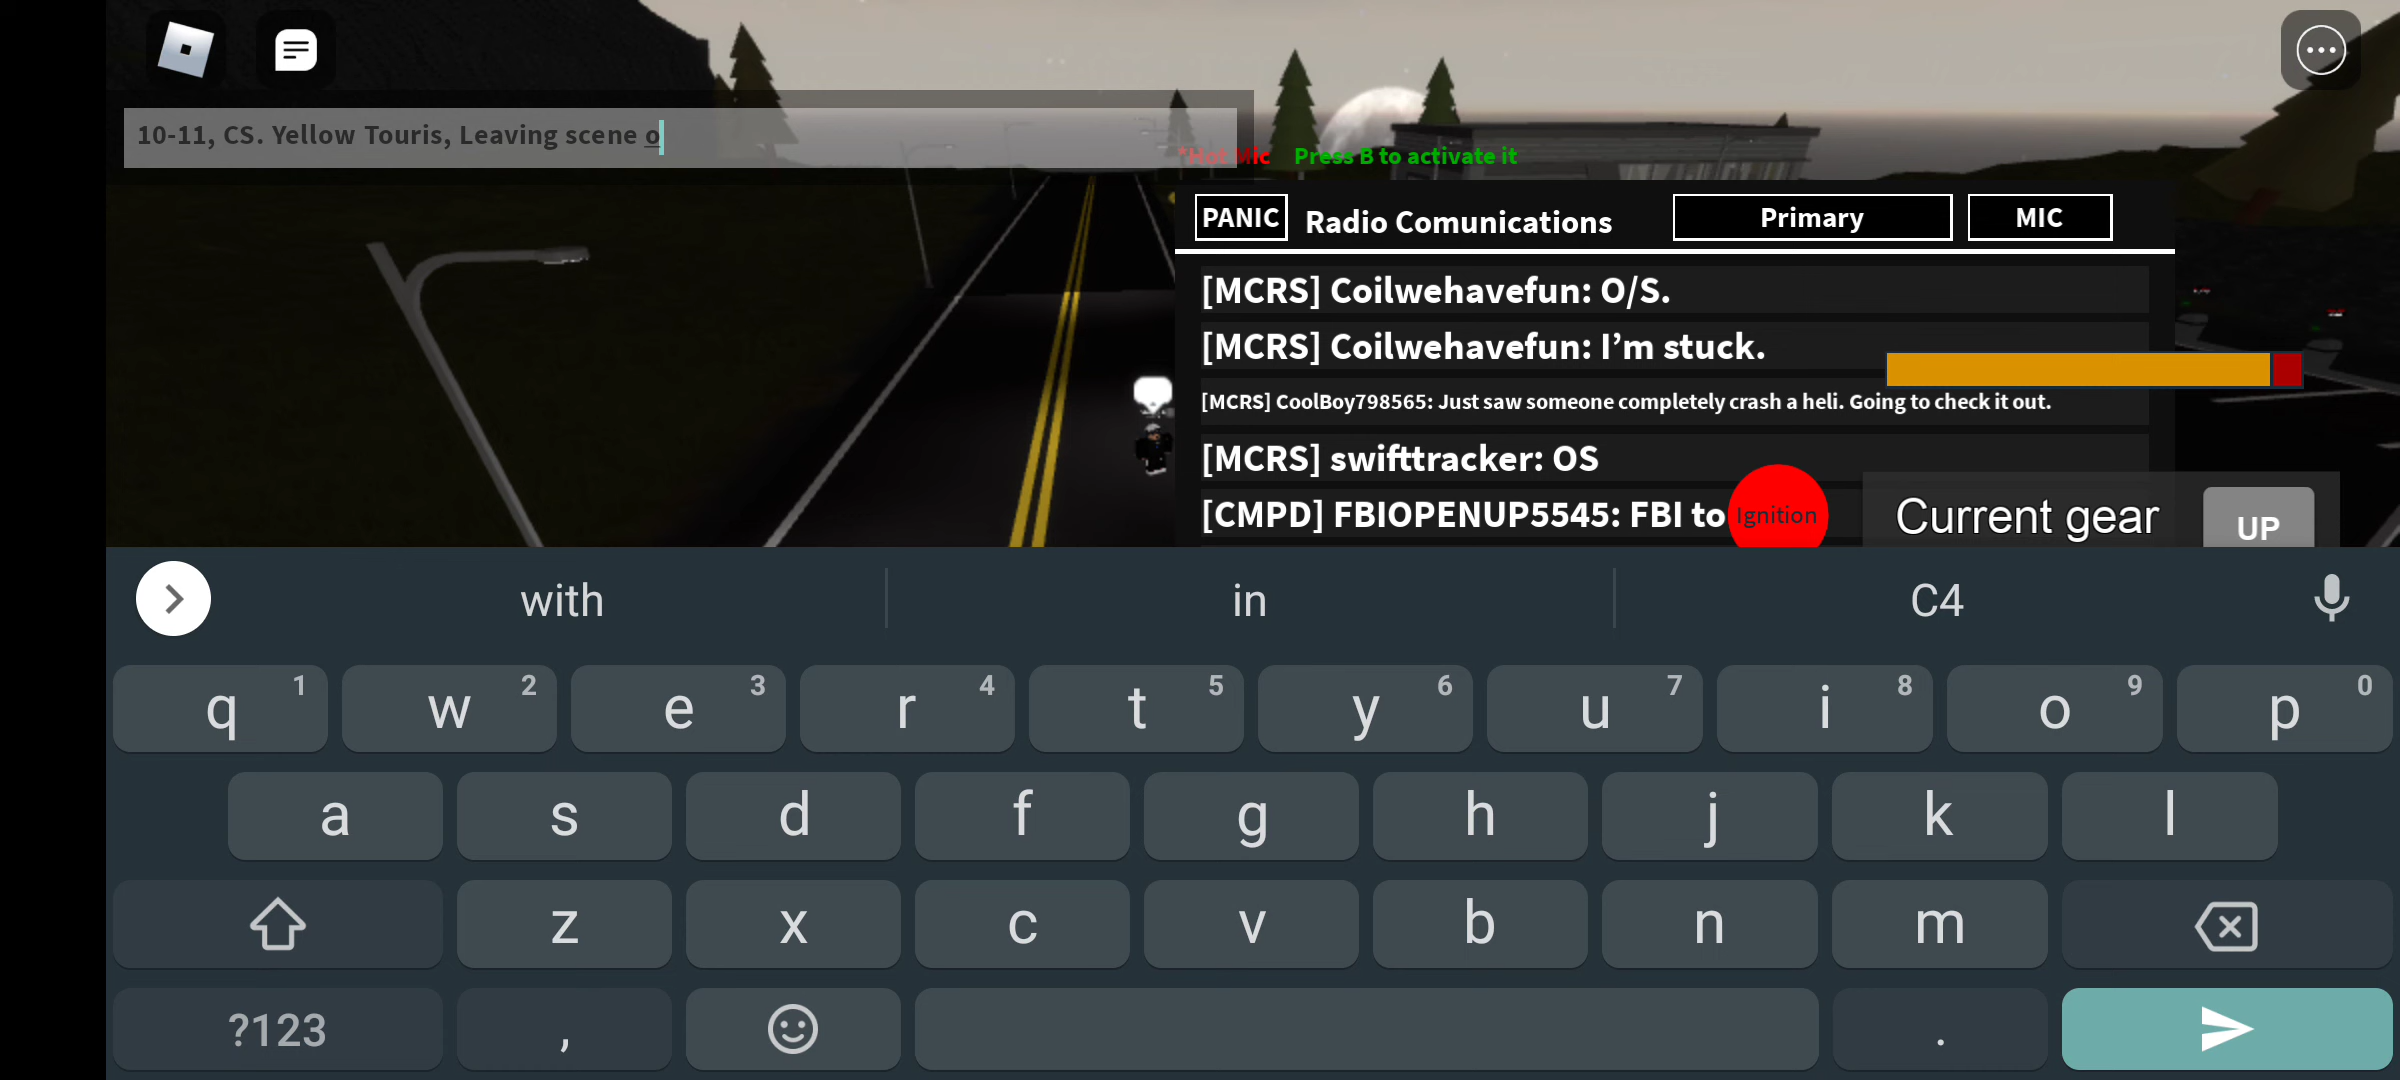 10-11, CS. Yellow Touris, Leaving scene o
*Hot Mic Press B to activate it
PANIC Radio Comunications Primary MIC
[MCRS] Coilwehavefun: O/S.
[MCRS] Coilwehavefun: I’m stuck.
[MCRS] CoolBoy798565: Just saw someone completely crash a heli. Going to check it out.
[MCRS] swifttracker: OS
[CMPD] FBIOPENUP5545: FBI to
Ignition
Current gear
UP
with in C4
q 1 w 2 e 3 r 4 t 5 y 6 u 7 i 8 o 9 p 0
a s d f g h j k l
z x c v b n m
?123 , .